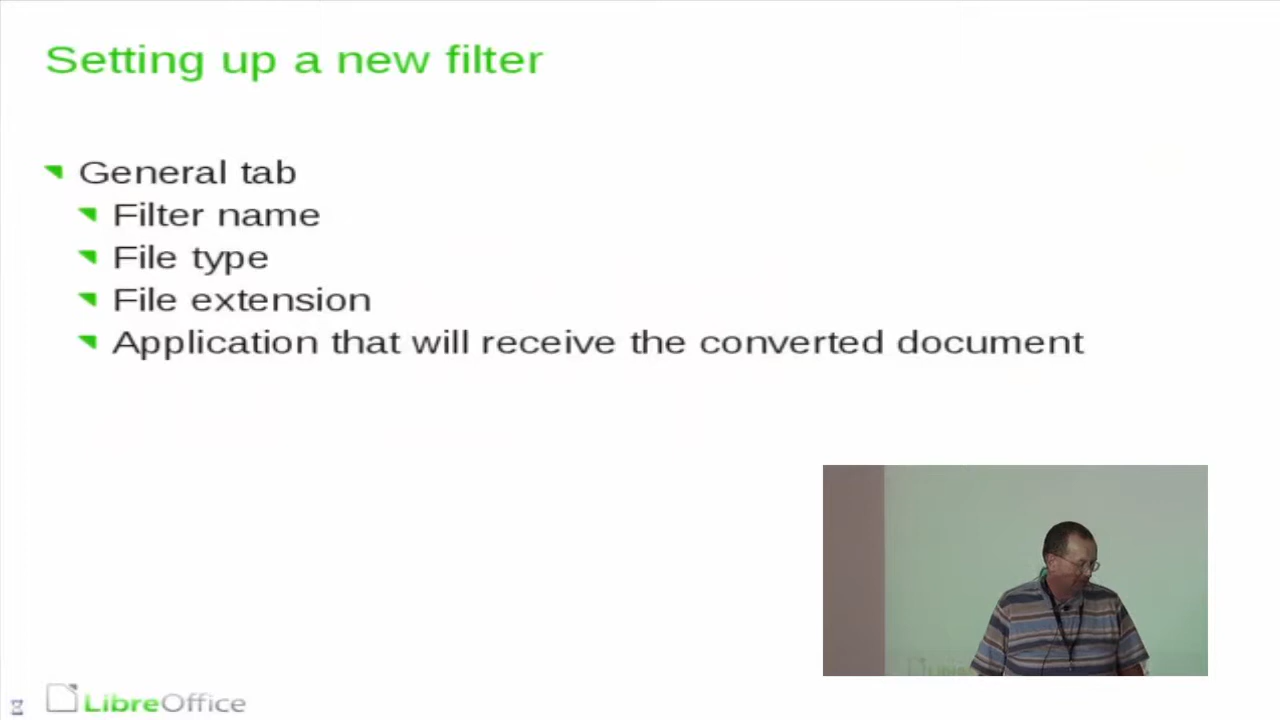 Setting up a new filter
General tab
Filter name
File type
File extension
Application that will receive the converted document
LibreOffice